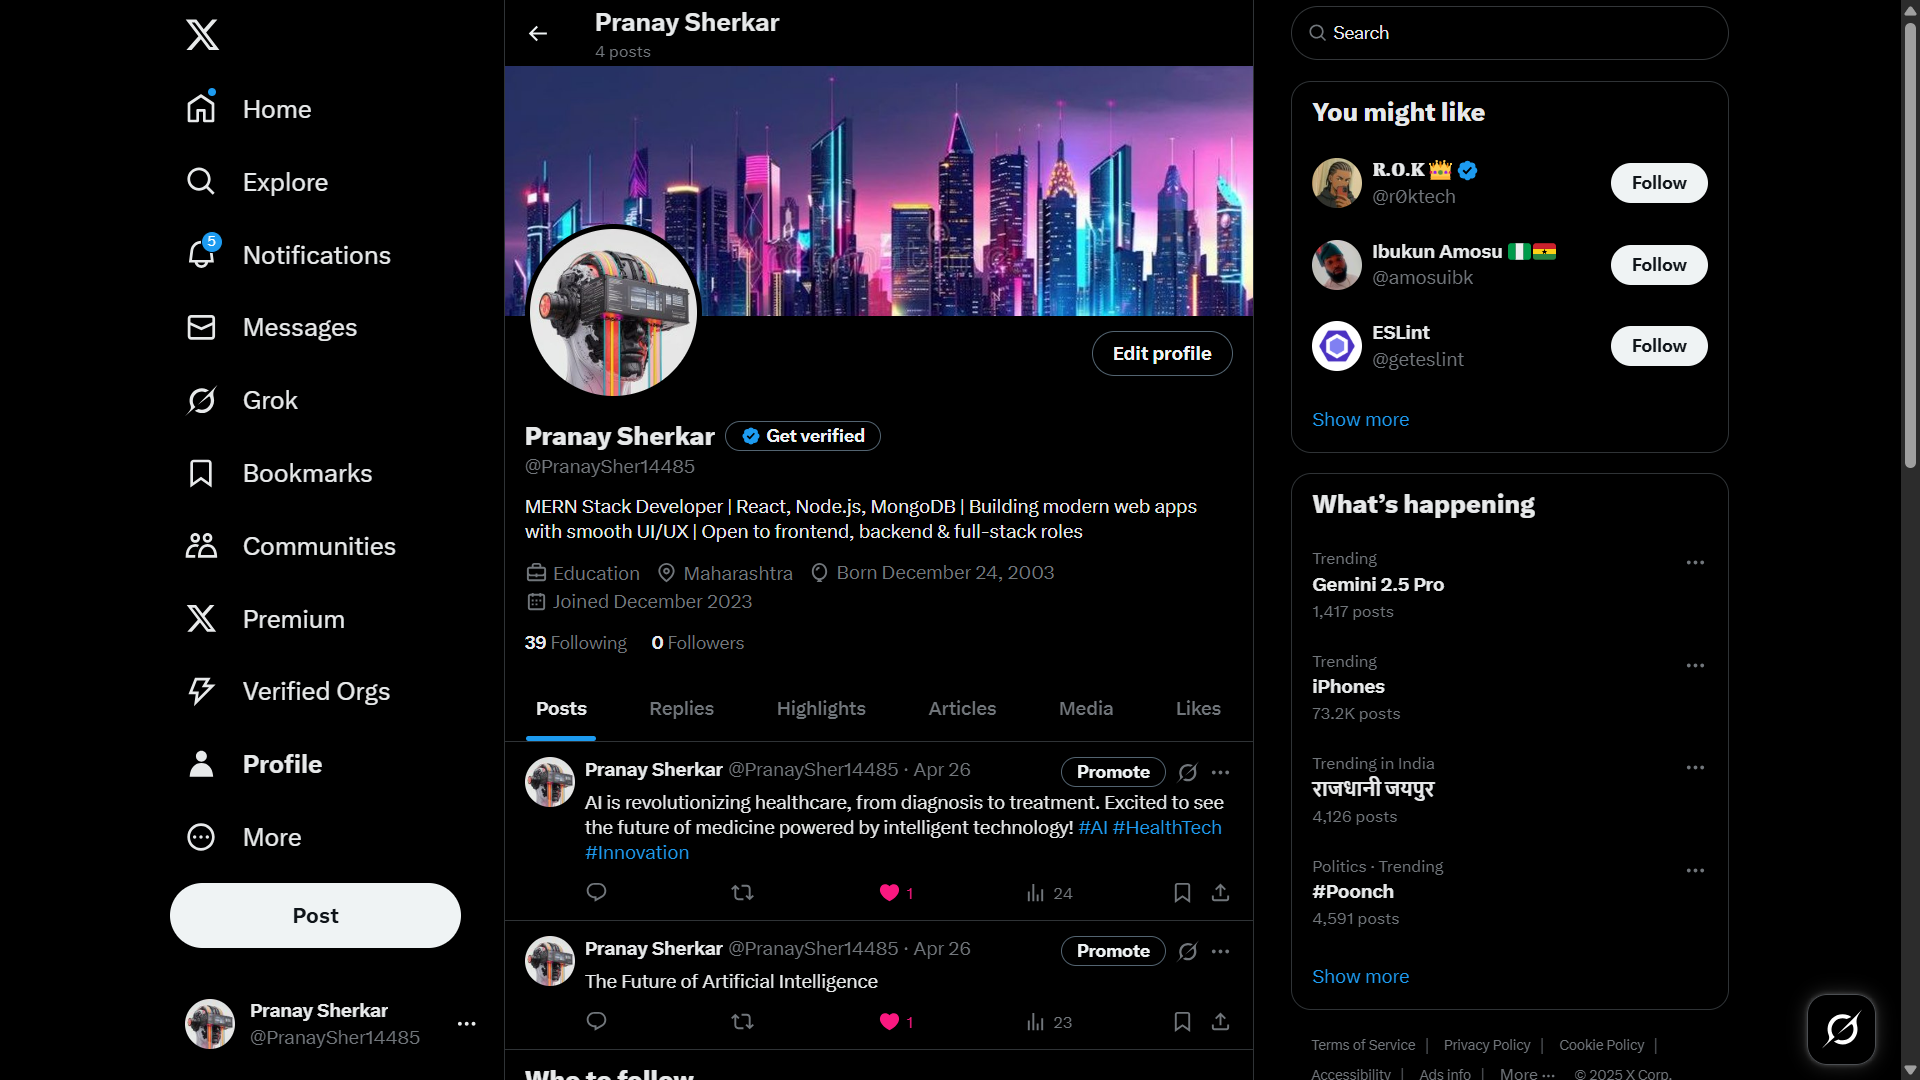 Home
Explore
5
Notifications
Messages
Grok
Bookmarks
Communities
Premium
Verified Orgs
Profile
More
Post
Pranay Sherkar
@PranaySher14485
Pranay Sherkar
4 posts
Edit profile
Pranay Sherkar Get verified
@PranaySher14485
MERN Stack Developer | React, Node.js, MongoDB | Building modern web apps
with smooth UI/UX | Open to frontend, backend & full-stack roles
Education Maharashtra Born December 24, 2003
Joined December 2023
39 Following 0 Followers
Posts Replies Highlights Articles Media Likes
Pranay Sherkar @PranaySher14485 · Apr 26 Promote
AI is revolutionizing healthcare, from diagnosis to treatment. Excited to see
the future of medicine powered by intelligent technology! #AI #HealthTech
#Innovation
1 24
Pranay Sherkar @PranaySher14485 · Apr 26 Promote
The Future of Artificial Intelligence
1 23
Who to follow
Search
You might like
R.O.K
@r0ktech
Follow
Ibukun Amosu
@amosuibk
Follow
ESLint
@geteslint
Follow
Show more
What's happening
Trending
Gemini 2.5 Pro
1,417 posts
Trending
iPhones
73.2K posts
Trending in India
राजधानी जयपुर
4,126 posts
Politics · Trending
#Poonch
4,591 posts
Show more
Terms of Service | Privacy Policy | Cookie Policy |
Accessibility | Ads info | More ··· © 2025 X Corp.